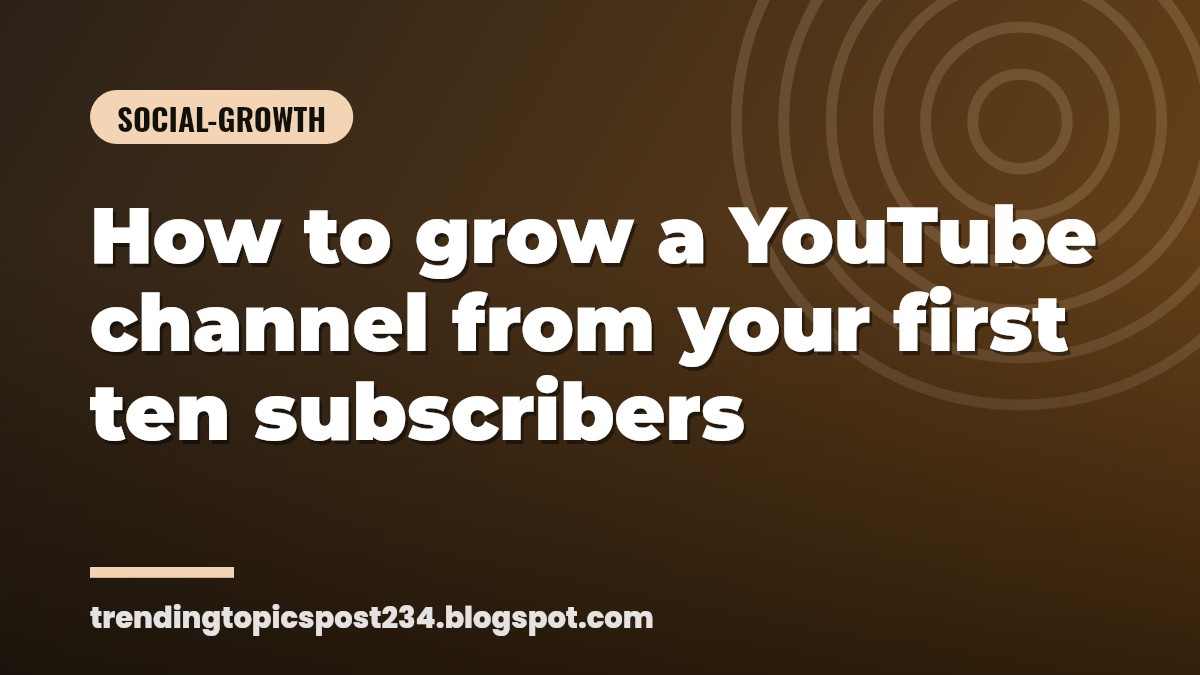 SOCIAL-GROWTH
How to grow a YouTube
channel from your first
ten subscribers
trendingtopicspost234.blogspot.com